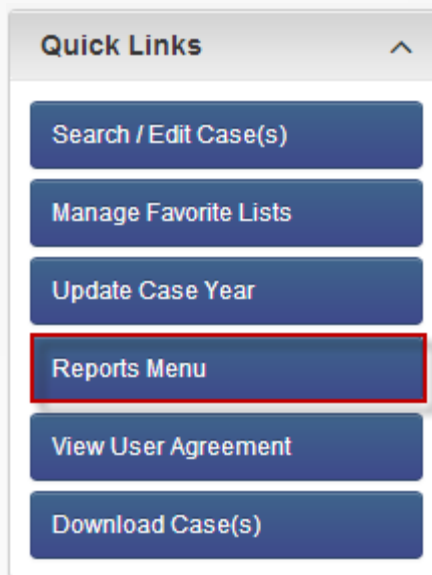 Quick Links
Search / Edit Case(s)
Manage Favorite Lists
Update Case Year
Reports Menu
View User Agreement
Download Case(s)